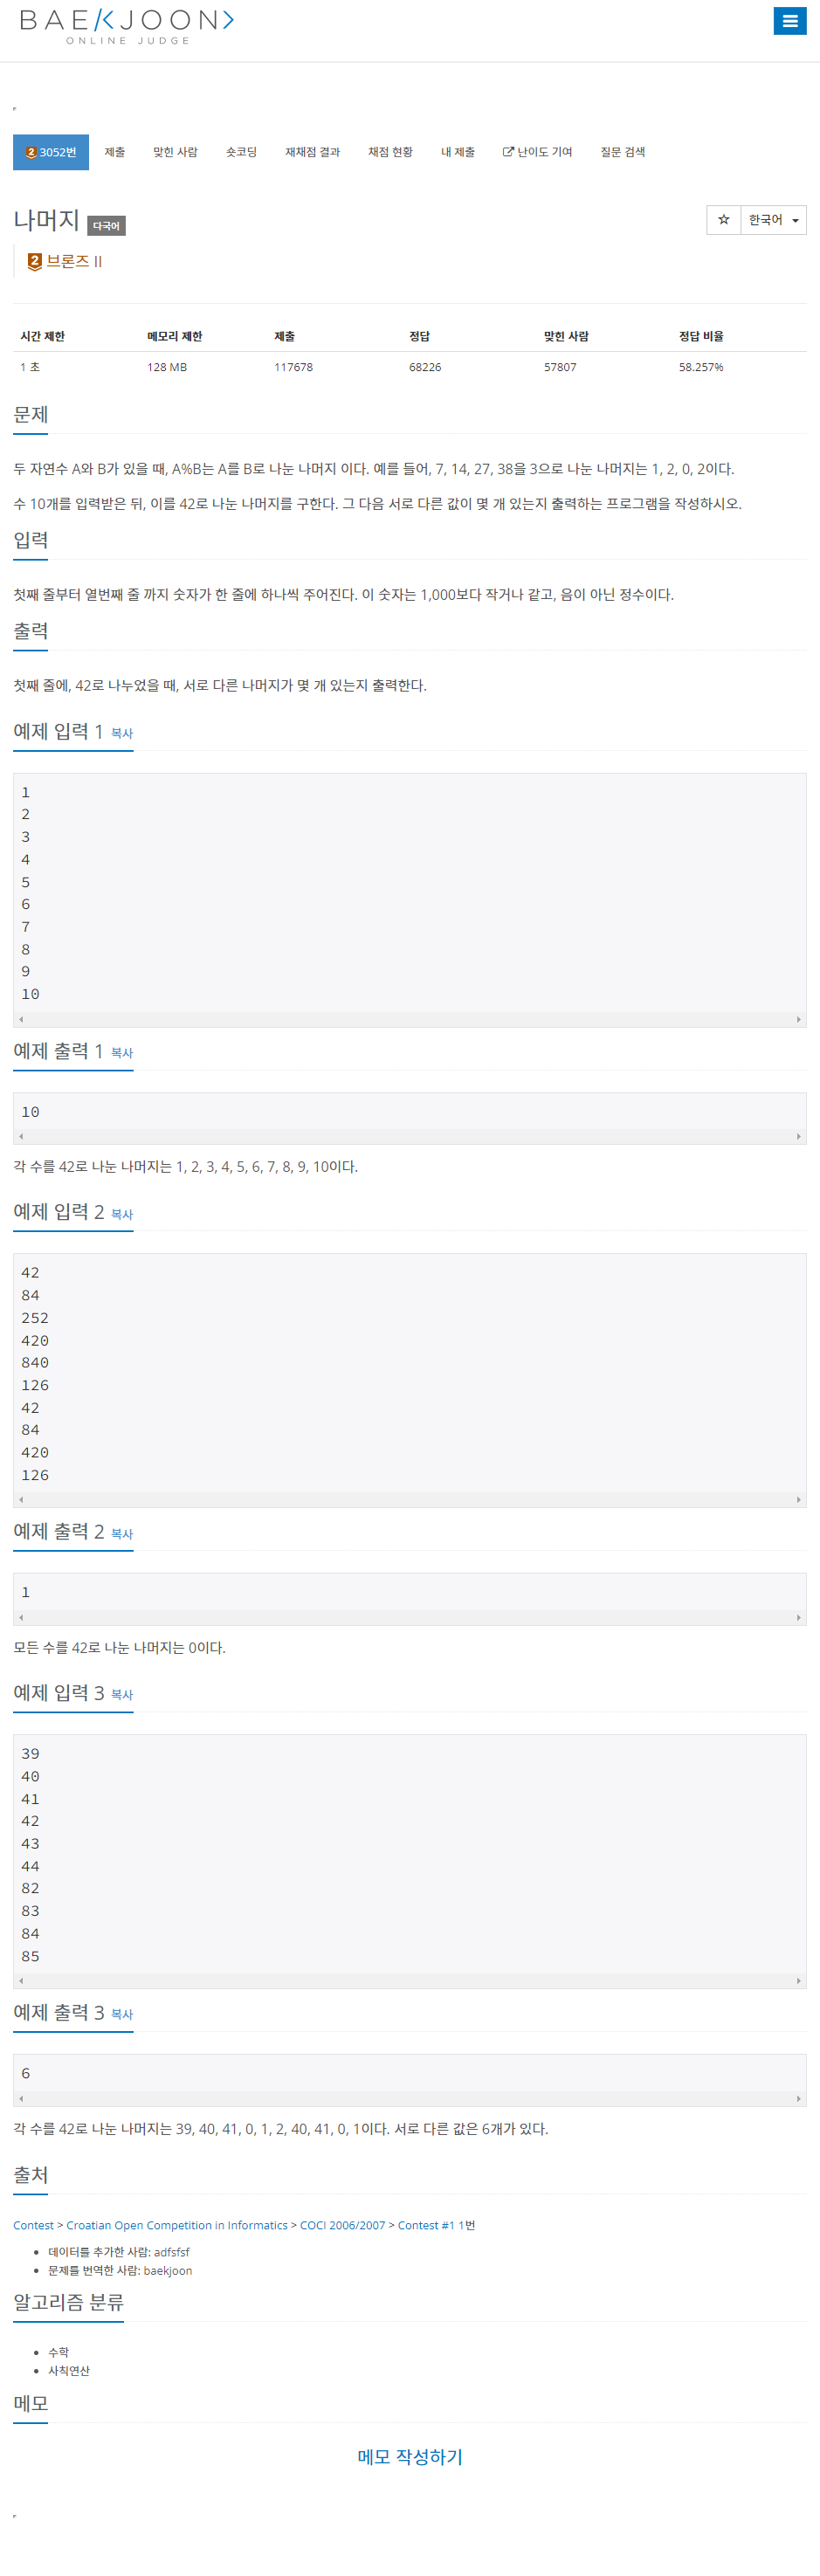 BAEKJOON
ONLINE JUDGE
3052번 제출 맞힌 사람 숏코딩 재채점 결과 채점 현황 내 제출 난이도 기여 질문 검색
나머지 다국어 한국어
2 브론즈 II
시간 제한 메모리 제한 제출 정답 맞힌 사람 정답 비율
1 초 128 MB 117678 68226 57807 58.257%
문제
두 자연수 A와 B가 있을 때, A%B는 A를 B로 나눈 나머지 이다. 예를 들어, 7, 14, 27, 38을 3으로 나눈 나머지는 1, 2, 0, 2이다.
수 10개를 입력받은 뒤, 이를 42로 나눈 나머지를 구한다. 그 다음 서로 다른 값이 몇 개 있는지 출력하는 프로그램을 작성하시오.
입력
첫째 줄부터 열번째 줄 까지 숫자가 한 줄에 하나씩 주어진다. 이 숫자는 1,000보다 작거나 같고, 음이 아닌 정수이다.
출력
첫째 줄에, 42로 나누었을 때, 서로 다른 나머지가 몇 개 있는지 출력한다.
예제 입력 1 복사
1
2
3
4
5
6
7
8
9
10
예제 출력 1 복사
10
각 수를 42로 나눈 나머지는 1, 2, 3, 4, 5, 6, 7, 8, 9, 10이다.
예제 입력 2 복사
42
84
252
420
840
126
42
84
420
126
예제 출력 2 복사
1
모든 수를 42로 나눈 나머지는 0이다.
예제 입력 3 복사
39
40
41
42
43
44
82
83
84
85
예제 출력 3 복사
6
각 수를 42로 나눈 나머지는 39, 40, 41, 0, 1, 2, 40, 41, 0, 1이다. 서로 다른 값은 6개가 있다.
출처
Contest > Croatian Open Competition in Informatics > COCI 2006/2007 > Contest #1 1번
데이터를 추가한 사람: adfsfsf
문제를 번역한 사람: baekjoon
알고리즘 분류
수학
사칙연산
메모
메모 작성하기